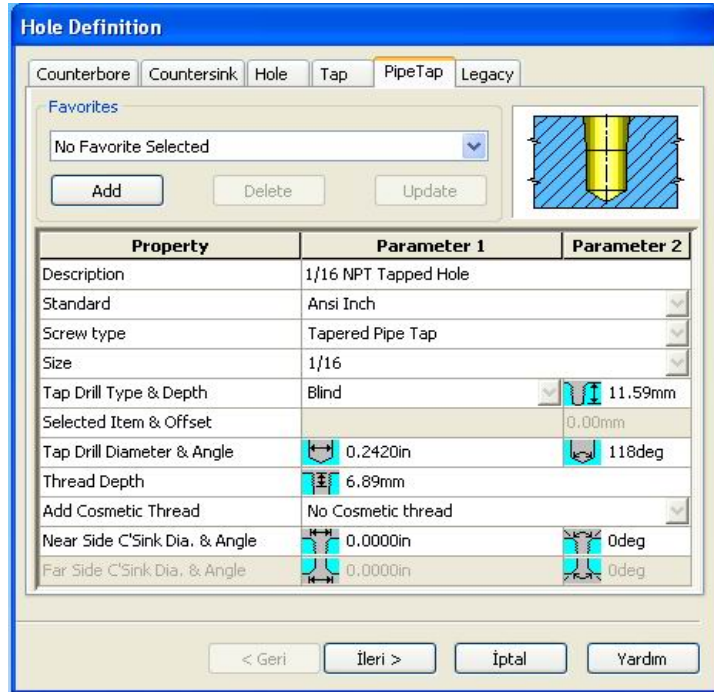 Hole Definition
Counterbore Countersink Hole Tap PipeTap Legacy
Favorites
No Favorite Selected
Add Delete Update
Property Parameter 1 Parameter 2
Description 1/16 NPT Tapped Hole
Standard Ansi Inch
Screw type Tapered Pipe Tap
Size 1/16
Tap Drill Type & Depth Blind 11.59mm
Selected Item & Offset 0.00mm
Tap Drill Diameter & Angle 0.2420in 118deg
Thread Depth 6.89mm
Add Cosmetic Thread No Cosmetic thread
Near Side C'Sink Dia. & Angle 0.0000in 0deg
Far Side C'Sink Dia. & Angle 0.0000in 0deg
< Geri İleri > İptal Yardım